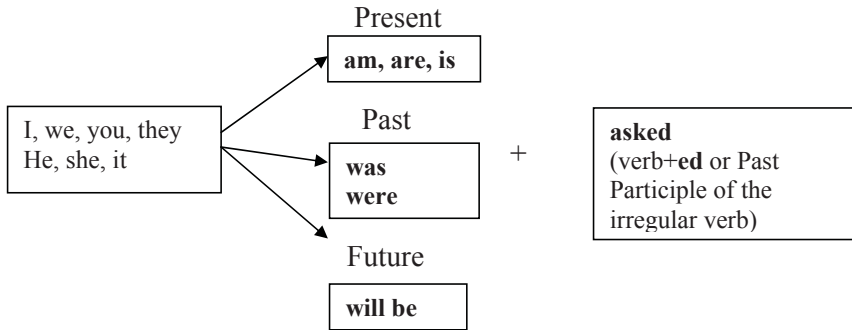 Present
am, are, is
I, we, you, they
He, she, it
Past
was
were
+
asked
(verb+ed or Past
Participle of the
irregular verb)
Future
will be